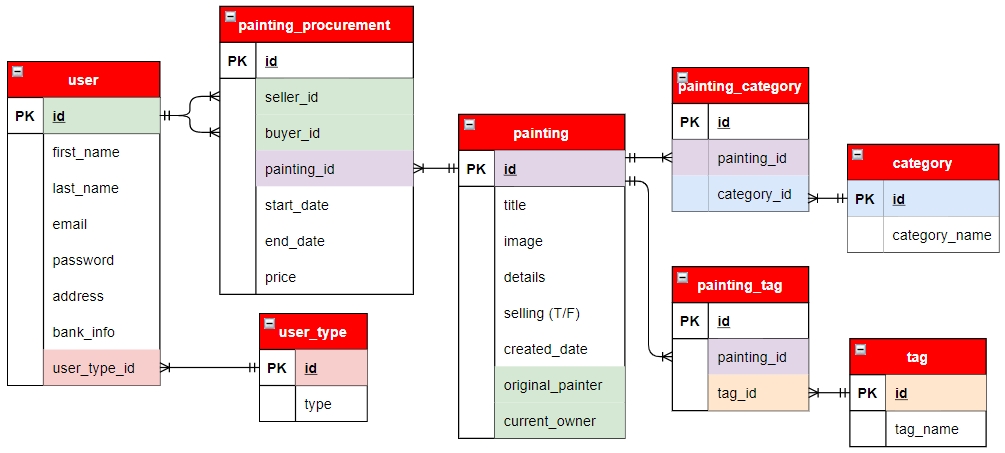 user
PK id
first_name
last_name
email
password
address
bank_info
user_type_id
painting_procurement
PK id
seller_id
buyer_id
painting_id
start_date
end_date
price
user_type
PK id
type
painting
PK id
title
image
details
selling (T/F)
created_date
original_painter
current_owner
painting_category
PK id
painting_id
category_id
category
PK id
category_name
painting_tag
PK id
painting_id
tag_id
tag
PK id
tag_name